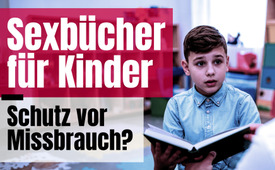 Sexbücher
für Kinder
Schutz vor
Missbrauch?